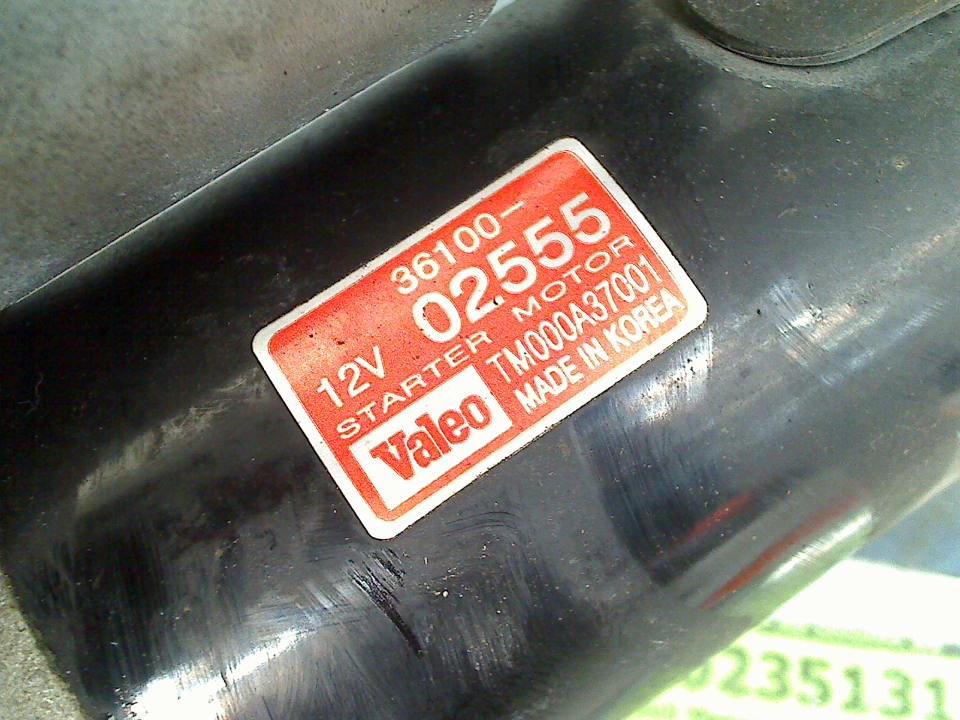 36100-
02555
12V
STARTER MOTOR
Valeo
TM000A37001
MADE IN KOREA
0235131